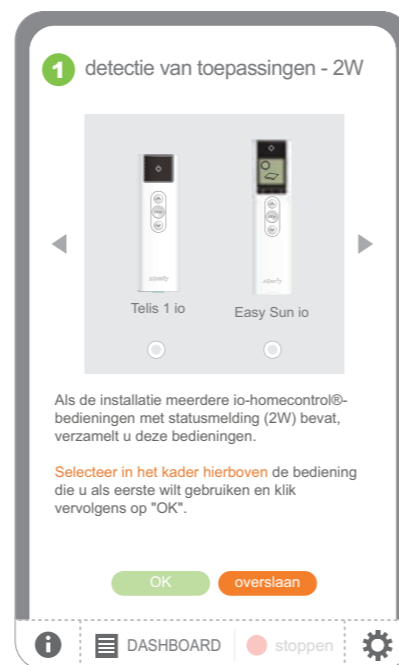 1 detectie van toepassingen - 2W
somfy
somfy
Telis 1 io
Easy Sun io
Als de installatie meerdere io-homecontrol®-
bedieningen met statusmelding (2W) bevat,
verzamelt u deze bedieningen.
Selecteer in het kader hierboven de bediening
die u als eerste wilt gebruiken en klik
vervolgens op "OK".
OK
overslaan
DASHBOARD
stoppen